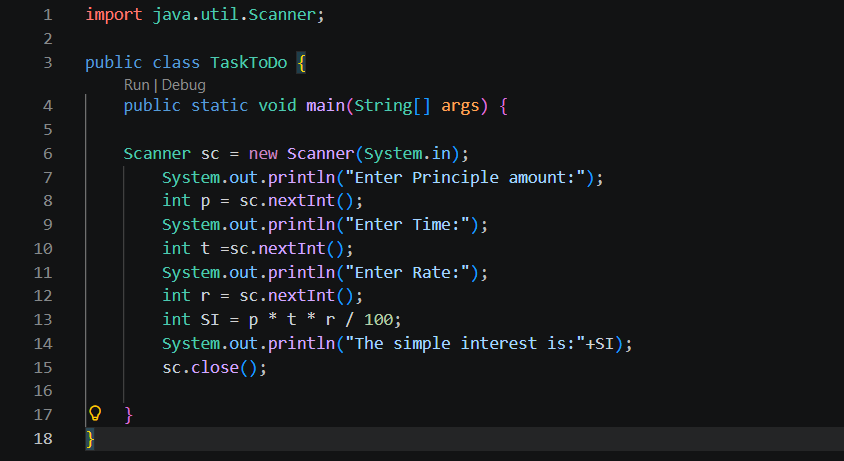 1 import java.util.Scanner;
2
3 public class TaskToDo {
Run | Debug
4 public static void main(String[] args) {
5
6 Scanner sc = new Scanner(System.in);
7 System.out.println("Enter Principle amount:");
8 int p = sc.nextInt();
9 System.out.println("Enter Time:");
10 int t =sc.nextInt();
11 System.out.println("Enter Rate:");
12 int r = sc.nextInt();
13 int SI = p * t * r / 100;
14 System.out.println("The simple interest is:"+SI);
15 sc.close();
16
17 }
18 }